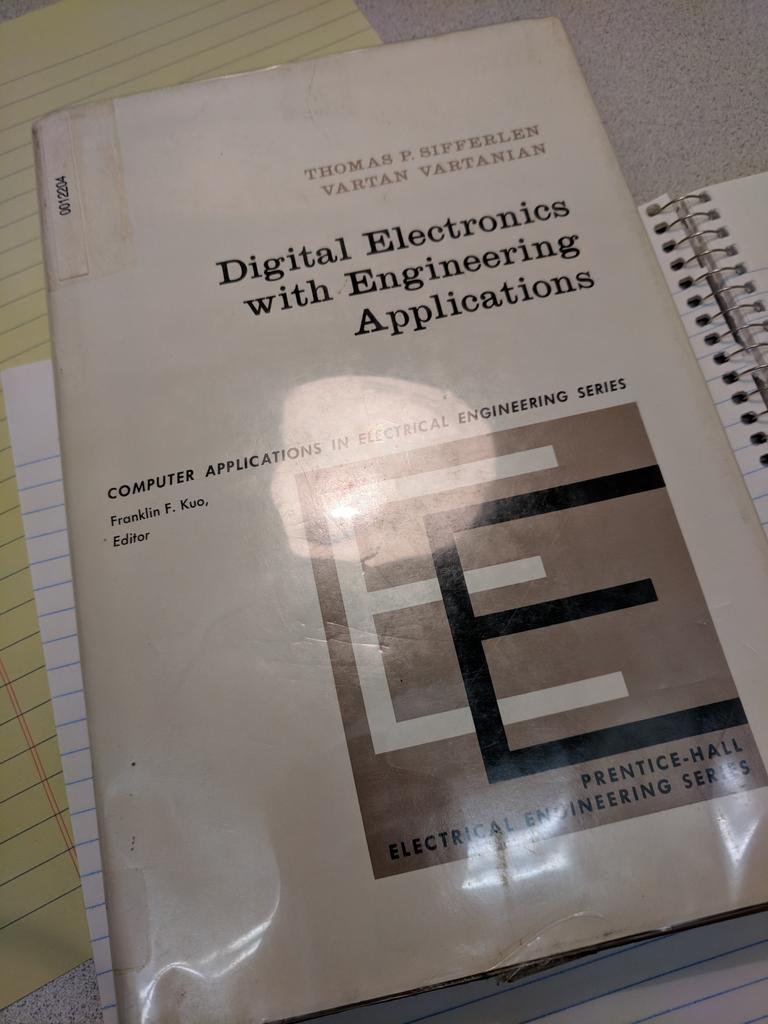 0012204
THOMAS P. SIFFERLEN
VARTAN VARTANIAN
Digital Electronics
with Engineering
Applications
COMPUTER APPLICATIONS IN ELECTRICAL ENGINEERING SERIES
Franklin F. Kuo,
Editor
PRENTICE-HALL
ELECTRICAL ENGINEERING SERIES